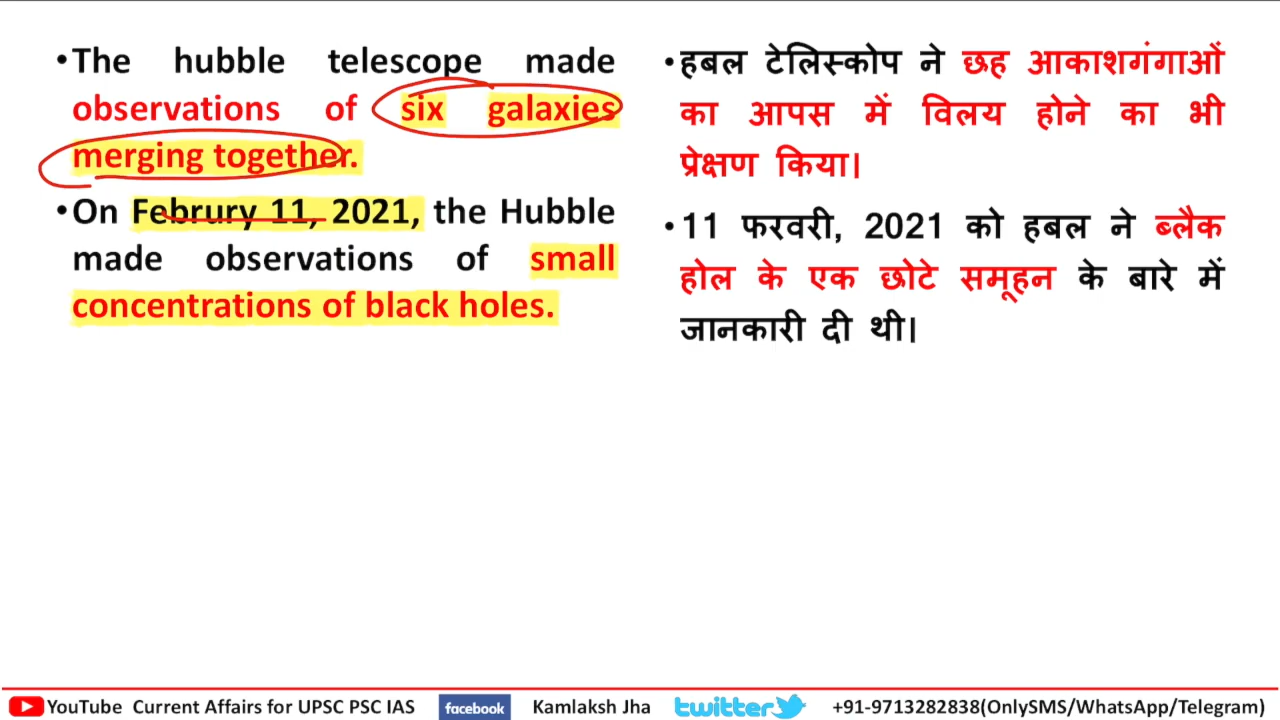 •The hubble telescope made
observations of six galaxies
merging together.
•On Februry 11, 2021, the Hubble
made observations of small
concentrations of black holes.
•हबल टेलिस्कोप ने छह आकाशगंगाओं
का आपस में विलय होने का भी
प्रेक्षण किया।
•11 फरवरी, 2021 को हबल ने ब्लैक
होल के एक छोटे समूहन के बारे में
जानकारी दी थी।
YouTube Current Affairs for UPSC PSC IAS facebook Kamlaksh Jha twitter +91-9713282838(OnlySMS/WhatsApp/Telegram)